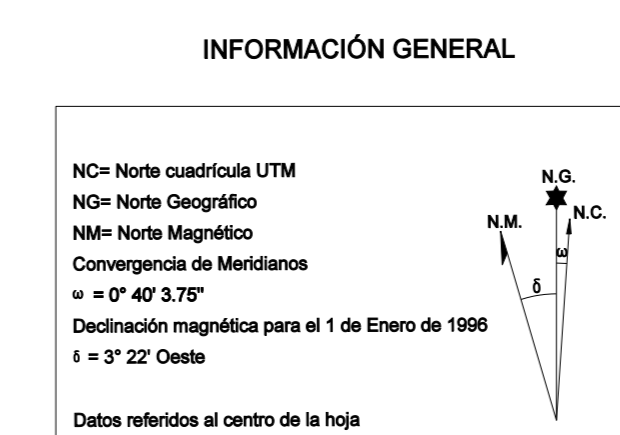 INFORMACIÓN GENERAL
NC= Norte cuadrícula UTM
NG= Norte Geográfico
NM= Norte Magnético
Convergencia de Meridianos
ω = 0° 40' 3.75"
Declinación magnética para el 1 de Enero de 1996
δ = 3° 22' Oeste
Datos referidos al centro de la hoja
N.G.
N.M.
N.C.
ω
δ